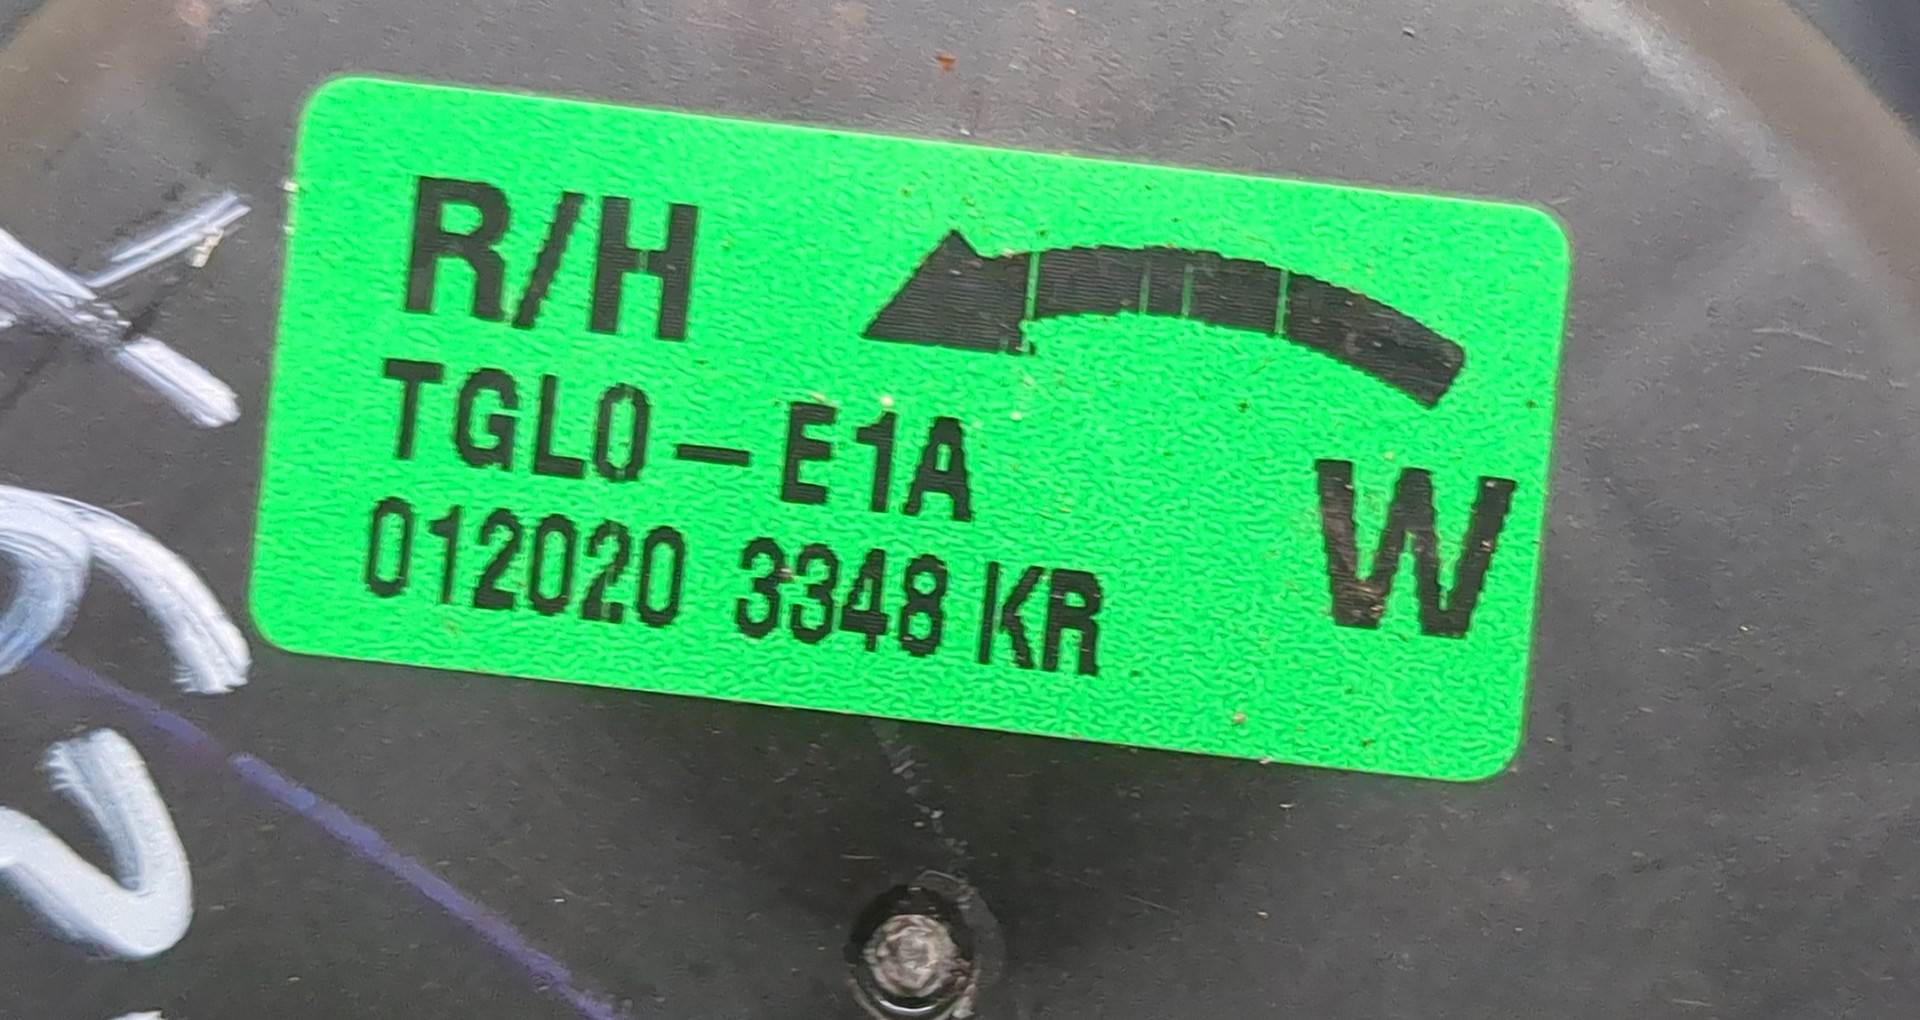 R/H
TGL0-E1A
W
012020 3348 KR